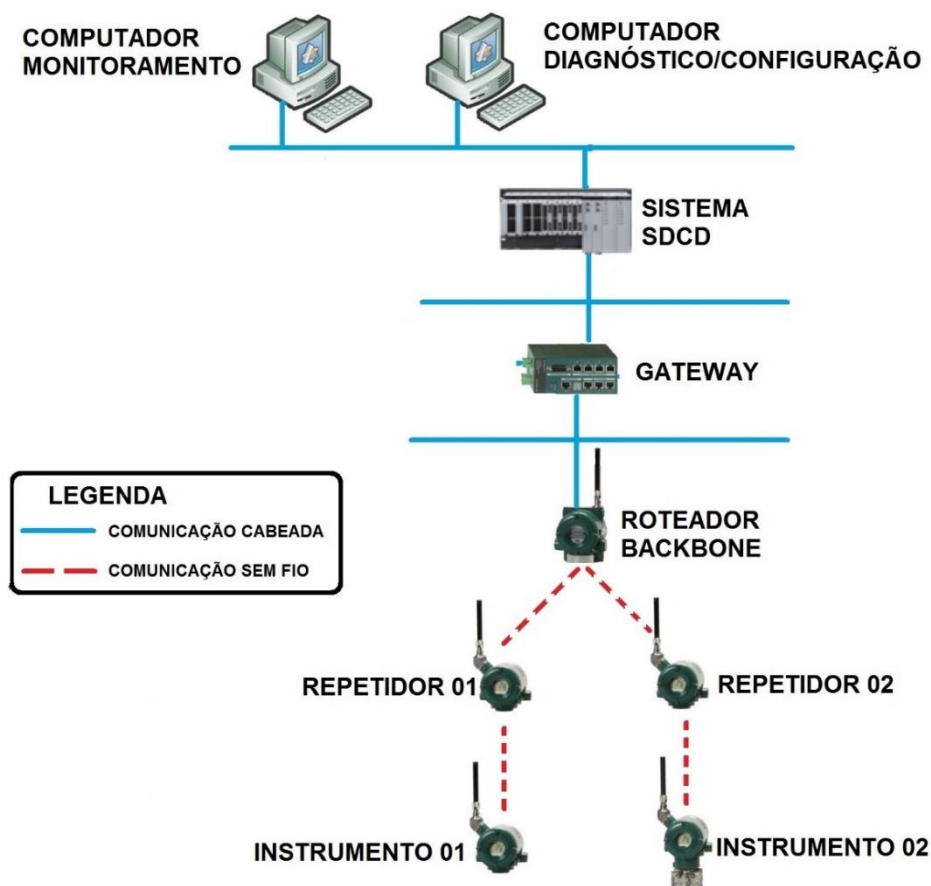 COMPUTADOR
MONITORAMENTO
COMPUTADOR
DIAGNÓSTICO/CONFIGURAÇÃO
SISTEMA
SDCD
GATEWAY
LEGENDA
COMUNICAÇÃO CABEADA
COMUNICAÇÃO SEM FIO
ROTEADOR
BACKBONE
REPETIDOR 01
REPETIDOR 02
INSTRUMENTO 01
INSTRUMENTO 02